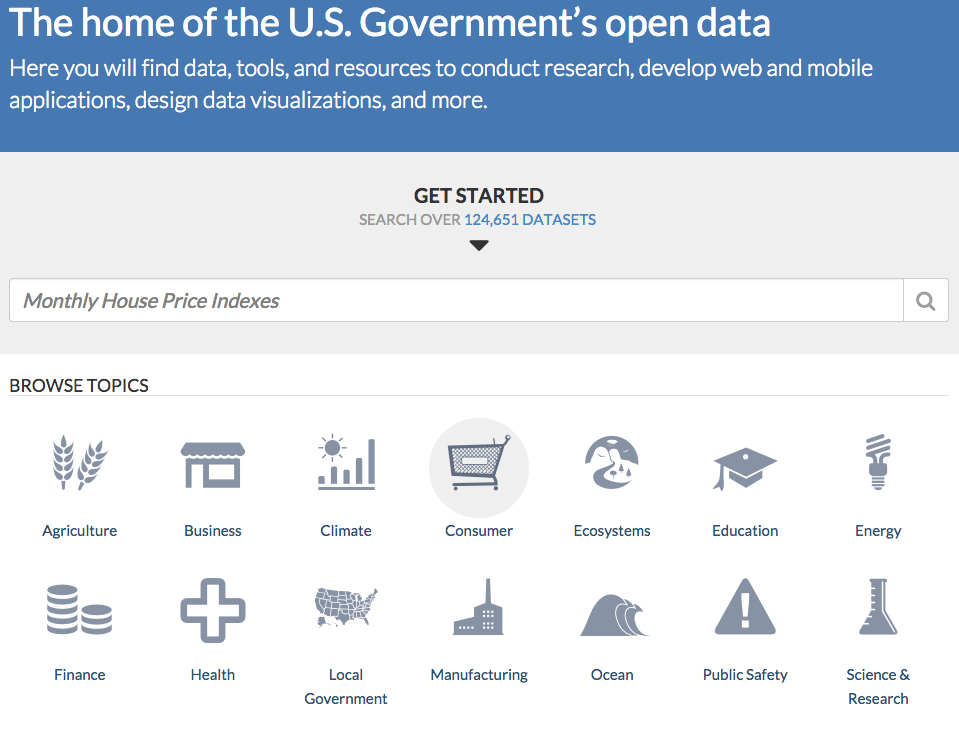 The home of the U.S. Government’s open data
Here you will find data, tools, and resources to conduct research, develop web and mobile
applications, design data visualizations, and more.
GET STARTED
SEARCH OVER 124,651 DATASETS
Monthly House Price Indexes
BROWSE TOPICS
Agriculture
Business
Climate
Consumer
Ecosystems
Education
Energy
Finance
Health
Local
Government
Manufacturing
Ocean
Public Safety
Science &
Research